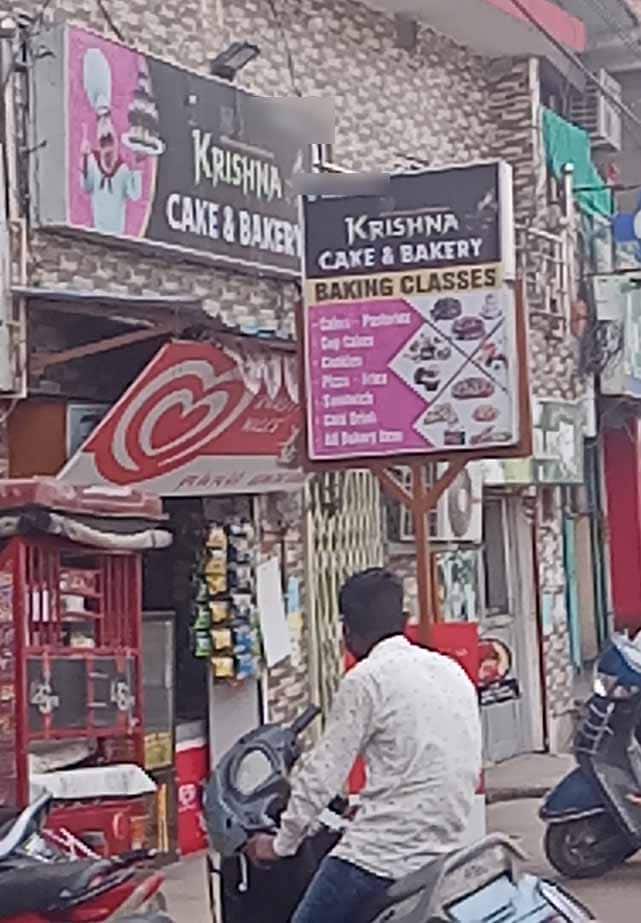 KRISHNA
CAKE & BAKERY
KRISHNA
CAKE & BAKERY
BAKING CLASSES
Cakes - Pastories
Cup Cakes
Cookies
Pizza - Fries
Sandwich
Cold Drink
All Bakery Item